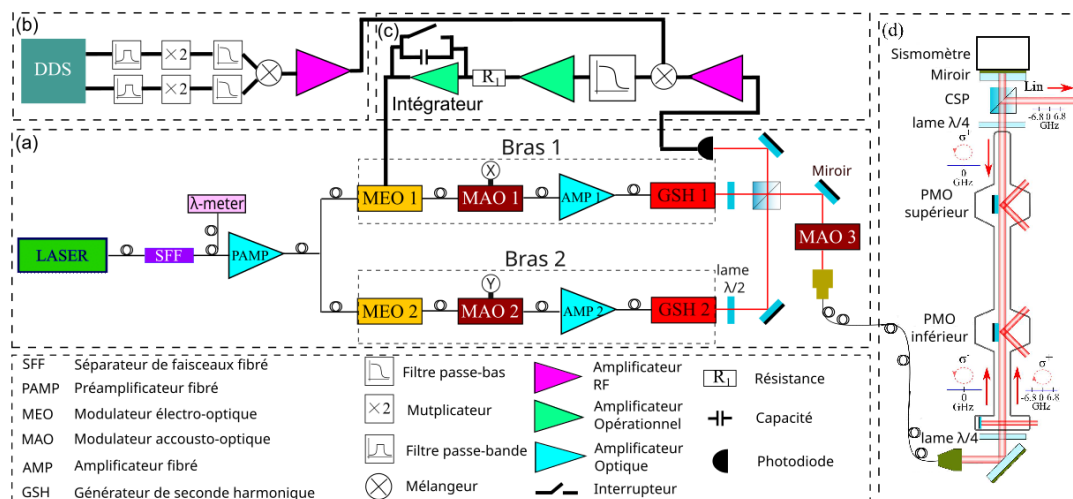 (b)
DDS
×2
×2
(c)
Intégrateur
R1
(a)
Bras 1
MEO 1
X
MAO 1
AMP 1
GSH 1
Miroir
λ-meter
LASER
SFF
PAMP
MAO 3
Bras 2
lame
λ/2
MEO 2
Y
MAO 2
AMP 2
GSH 2
(d)
Sismomètre
Miroir
CSP
Lin
-6.8 0 6.8
GHz
lame λ/4
σ-
0
GHz
PMO
supérieur
PMO
inférieur
σ-
0
GHz
σ+
-6.8 0 6.8
GHz
lame λ/4
SFF Séparateur de faisceaux fibré
PAMP Préamplificateur fibré
MEO Modulateur électro-optique
MAO Modulateur accousto-optique
AMP Amplificateur fibré
GSH Générateur de seconde harmonique
Filtre passe-bas
×2 Mutplicateur
Filtre passe-bande
Mélangeur
Amplificateur
RF
Amplificateur
Opérationnel
Amplificateur
Optique
Interrupteur
R1 Résistance
Capacité
Photodiode